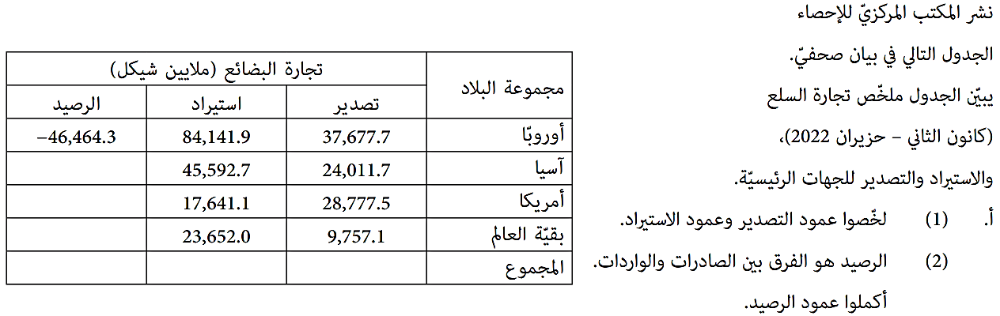 نشر المكتب المركزيّ للإحصاء
الجدول التالي في بيان صحفيّ.
يبيّن الجدول ملخّص تجارة السلع
(كانون الثاني – حزيران 2022)،
والاستيراد والتصدير للجهات الرئيسيّة.
أ. (1) لخّصوا عمود التصدير وعمود الاستيراد.
(2) الرصيد هو الفرق بين الصادرات والواردات.
أكملوا عمود الرصيد.
مجموعة البلاد
تجارة البضائع (ملايين شيكل)
تصدير استيراد الرصيد
أوروبّا 37,677.7 84,141.9 −46,464.3
آسيا 24,011.7 45,592.7
أمريكا 28,777.5 17,641.1
بقيّة العالم 9,757.1 23,652.0
المجموع